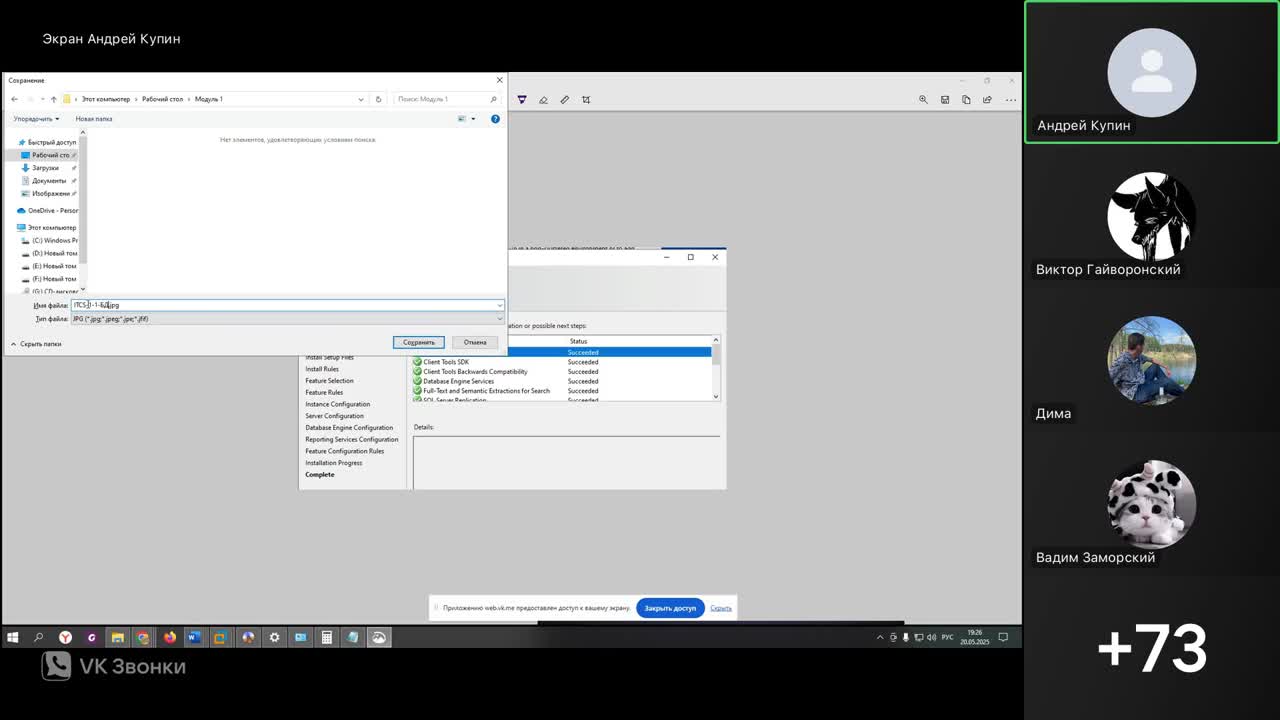 Экран Андрей Купин
Сохранение
Этот компьютер › Рабочий стол › Модуль 1
Поиск: Модуль 1
Упорядочить
Новая папка
Нет элементов, удовлетворяющих условиям поиска.
Быстрый доступ
Рабочий сто
Загрузки
Документы
Изображени
OneDrive - Person
Этот компьютер
(C:) Windows Pr
(D:) Новый том
(E:) Новый том
(F:) Новый том
(G:) CD-дисково
Имя файла:
Тип файла: JPG (*.jpg;*.jpeg;*.jpe;*.jfif)
Скрыть папки
Сохранить
Отмена
ation or possible next steps:
Status
Succeeded
Client Tools SDK Succeeded
Client Tools Backwards Compatibility Succeeded
Database Engine Services Succeeded
Full-Text and Semantic Extractions for Search Succeeded
SQL Server Replication Succeeded
Install Setup Files
Install Rules
Feature Selection
Feature Rules
Instance Configuration
Server Configuration
Database Engine Configuration
Reporting Services Configuration
Feature Configuration Rules
Installation Progress
Complete
Details:
Приложению web.vk.me предоставлен доступ к вашему экрану.
Закрыть доступ
Скрыть
РУС
19:26
20.05.2025
VK Звонки
Андрей Купин
Виктор Гайворонский
Дима
Вадим Заморский
+73